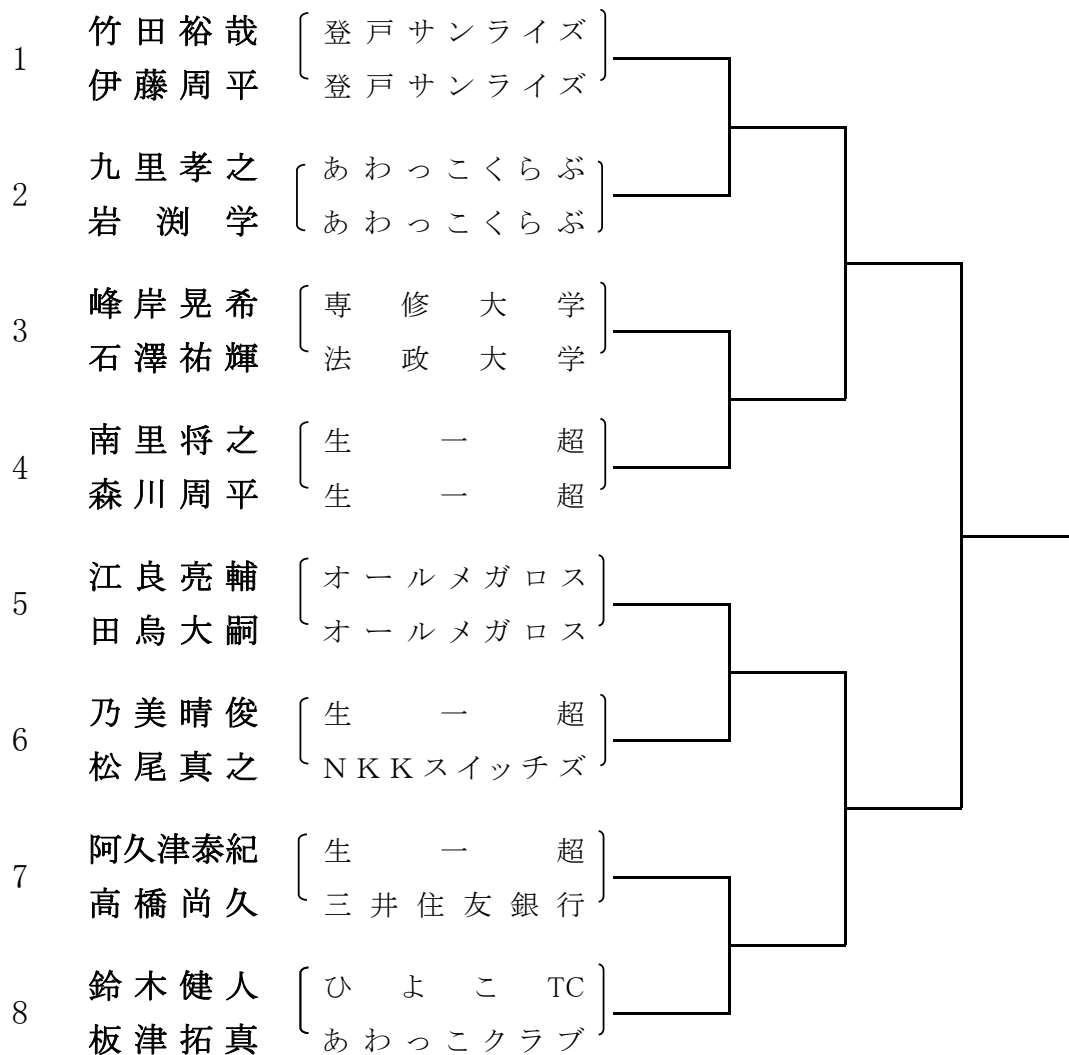 1
竹田裕哉 登戸サンライズ
伊藤周平 登戸サンライズ
2
九里孝之 あわっこくらぶ
岩渕学 あわっこくらぶ
3
峰岸晃希 専修大学
石澤祐輝 法政大学
4
南里将之 生一超
森川周平 生一超
5
江良亮輔 オールメガロス
田烏大嗣 オールメガロス
6
乃美晴俊 生一超
松尾真之 NKKスイッチズ
7
阿久津泰紀 生一超
高橋尚久 三井住友銀行
8
鈴木健人 ひよこTC
板津拓真 あわっこクラブ